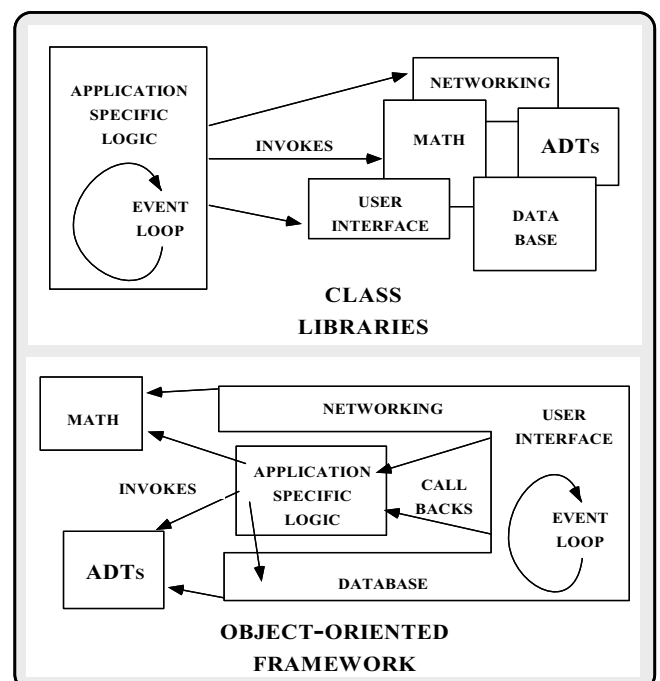 APPLICATION
SPECIFIC
LOGIC
EVENT
LOOP
INVOKES
NETWORKING
MATH
ADTS
USER
INTERFACE
DATA
BASE
CLASS
LIBRARIES
MATH
NETWORKING
USER
INTERFACE
INVOKES
APPLICATION
SPECIFIC
LOGIC
CALL
BACKS
EVENT
LOOP
ADTS
DATABASE
OBJECT-ORIENTED
FRAMEWORK